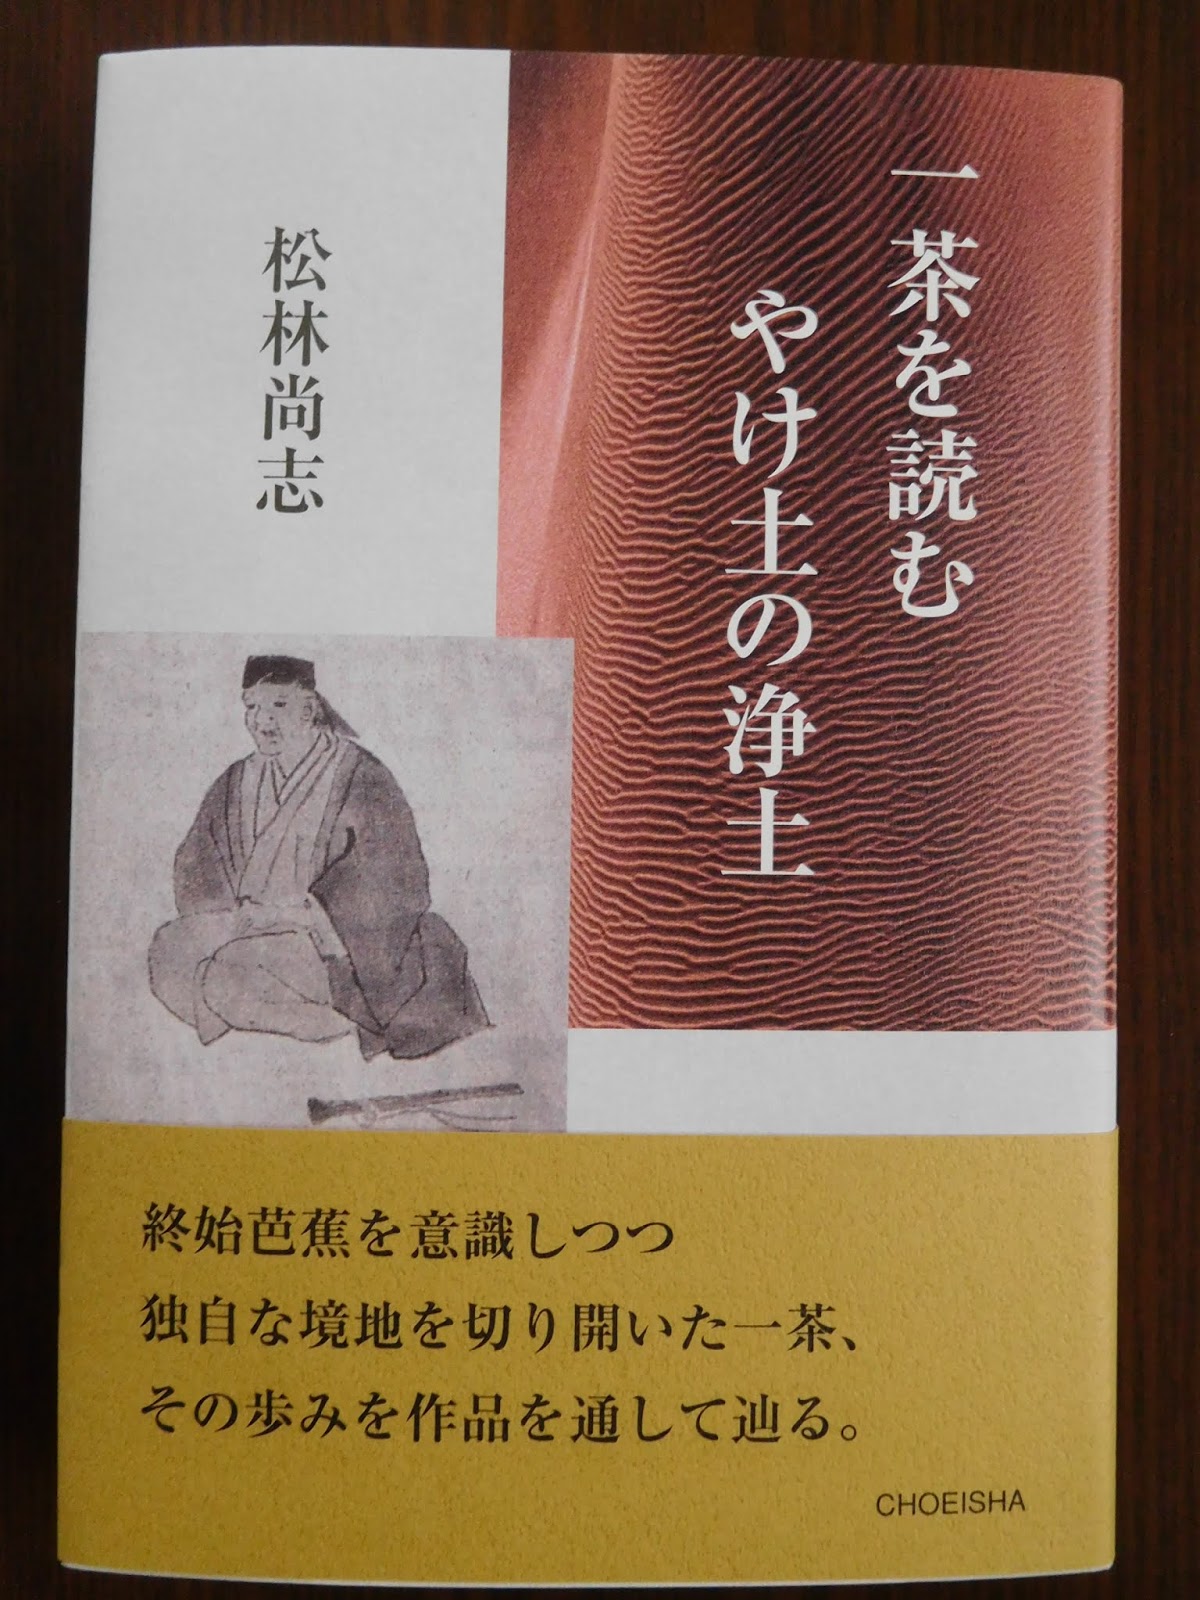 一茶を読む
やけ土の浄土
松林尚志
終始芭蕉を意識しつつ
独自な境地を切り開いた一茶、
その歩みを作品を通して辿る。
CHOEISHA